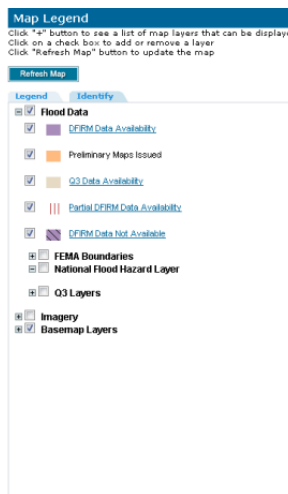 Map Legend
Click "+" button to see a list of map layers that can be displaye
Click on a check box to add or remove a layer
Click "Refresh Map" button to update the map
Refresh Map
Legend Identify
Flood Data
DFIRM Data Availability
Preliminary Maps Issued
Q3 Data Availability
Partial DFIRM Data Availability
DFIRM Data Not Available
FEMA Boundaries
National Flood Hazard Layer
Q3 Layers
Imagery
Basemap Layers